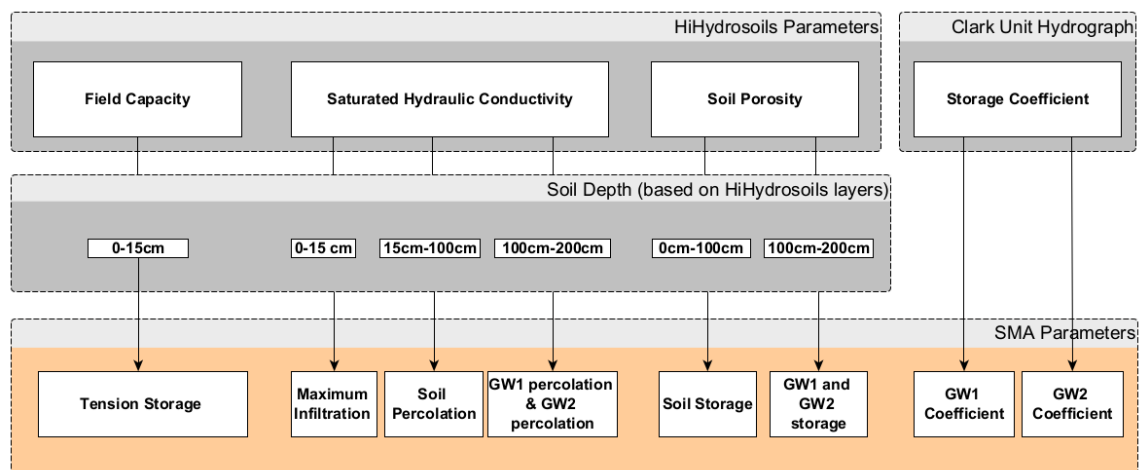 HiHydrosoils Parameters
Clark Unit Hydrograph
Field Capacity
Saturated Hydraulic Conductivity
Soil Porosity
Storage Coefficient
Soil Depth (based on HiHydrosoils layers)
0-15cm
0-15 cm
15cm-100cm
100cm-200cm
0cm-100cm
100cm-200cm
SMA Parameters
Tension Storage
Maximum
Infiltration
Soil
Percolation
GW1 percolation
& GW2
percolation
Soil Storage
GW1 and
GW2
storage
GW1
Coefficient
GW2
Coefficient